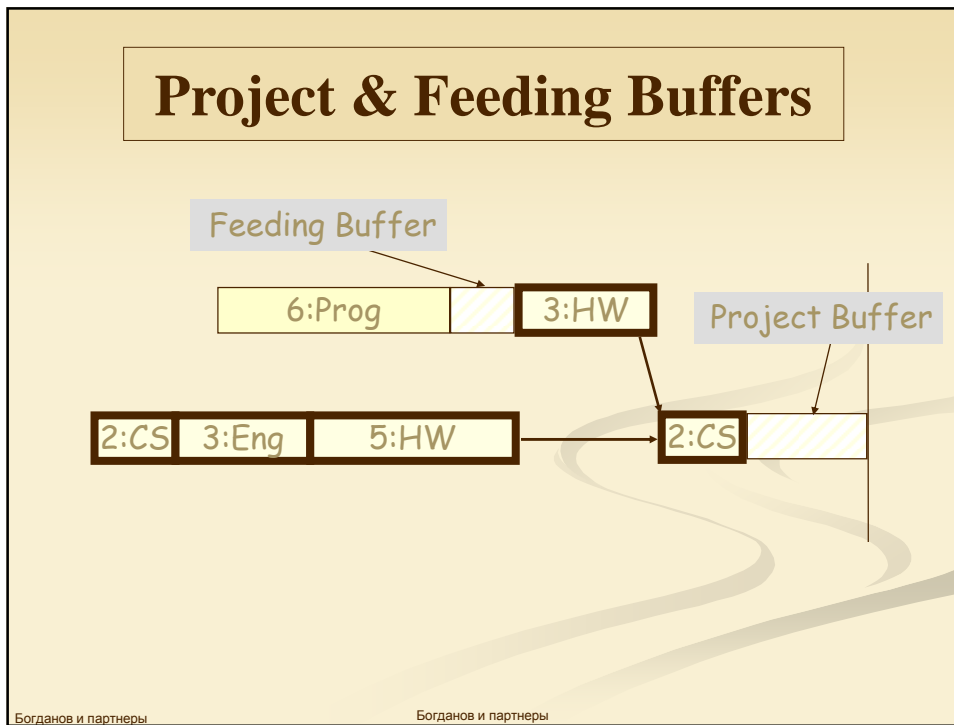 Project & Feeding Buffers
Feeding Buffer
6:Prog
3:HW
Project Buffer
2:CS
3:Eng
5:HW
2:CS
Богданов и партнеры
Богданов и партнеры